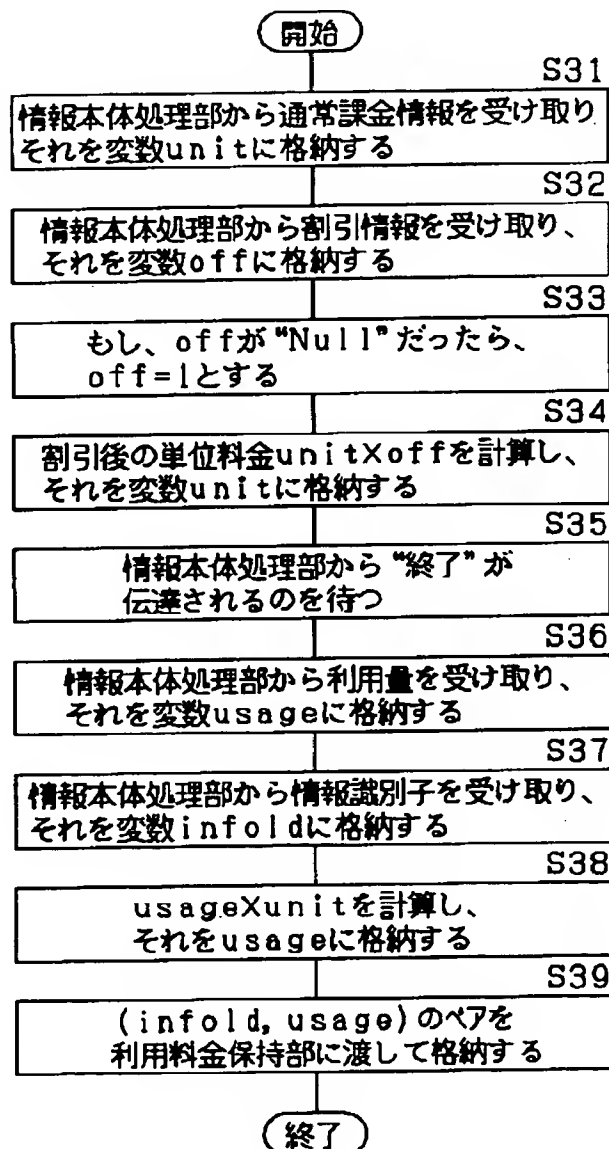 開始
S31
情報本体処理部から通常課金情報を受け取り
それを変数unitに格納する
S32
情報本体処理部から割引情報を受け取り、
それを変数offに格納する
S33
もし、offが“Null”だったら、
off=1とする
S34
割引後の単位料金unit×offを計算し、
それを変数unitに格納する
S35
情報本体処理部から“終了”が
伝達されるのを待つ
S36
情報本体処理部から利用量を受け取り、
それを変数usageに格納する
S37
情報本体処理部から情報識別子を受け取り、
それを変数infoIdに格納する
S38
usage×unitを計算し、
それをusageに格納する
S39
(infoId, usage)のペアを
利用料金保持部に渡して格納する
終了